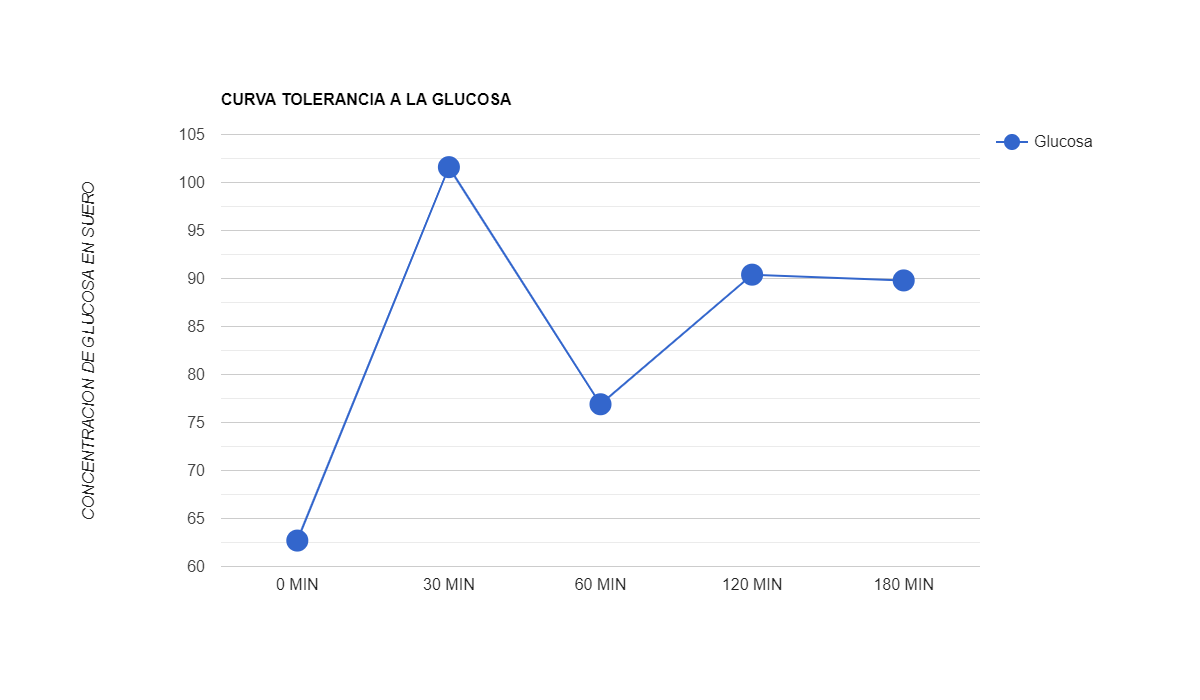 CURVA TOLERANCIA A LA GLUCOSA
CONCENTRACION DE GLUCOSA EN SUERO
105
100
95
90
85
80
75
70
65
60
0 MIN
30 MIN
60 MIN
120 MIN
180 MIN
Glucosa